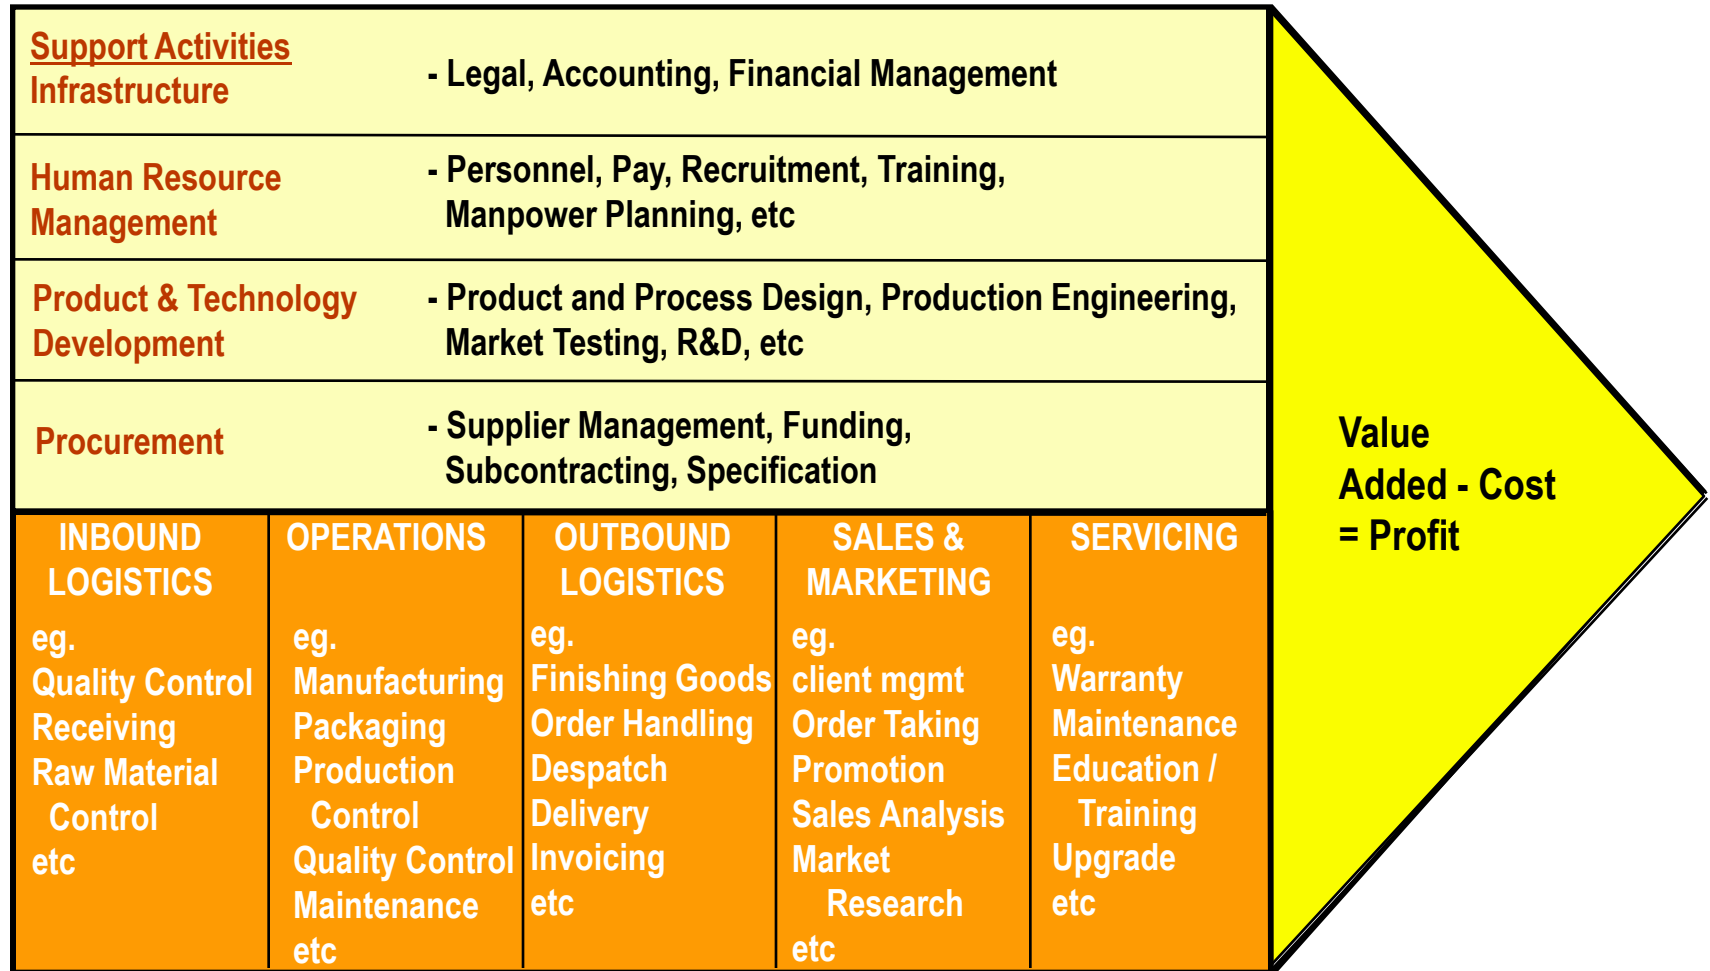 Support Activities
Infrastructure
- Legal, Accounting, Financial Management
Human Resource
Management
- Personnel, Pay, Recruitment, Training,
Manpower Planning, etc
Product & Technology
Development
- Product and Process Design, Production Engineering,
Market Testing, R&D, etc
Procurement
- Supplier Management, Funding,
Subcontracting, Specification
INBOUND
LOGISTICS
eg.
Quality Control
Receiving
Raw Material
Control
etc
OPERATIONS
eg.
Manufacturing
Packaging
Production
Control
Quality Control
Maintenance
etc
OUTBOUND
LOGISTICS
eg.
Finishing Goods
Order Handling
Despatch
Delivery
Invoicing
etc
SALES &
MARKETING
eg.
client mgmt
Order Taking
Promotion
Sales Analysis
Market
Research
etc
SERVICING
eg.
Warranty
Maintenance
Education /
Training
Upgrade
etc
Value
Added - Cost
= Profit